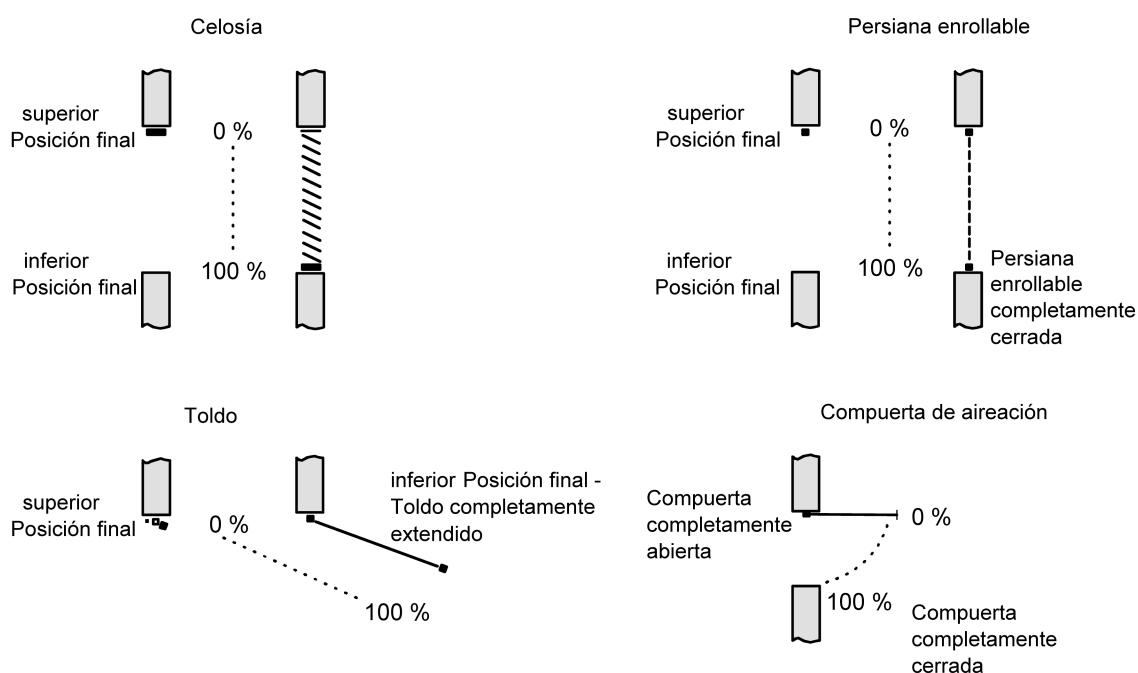 Celosía
superior
Posición final
0 %
inferior
Posición final
100 %
Persiana enrollable
superior
Posición final
0 %
inferior
Posición final
100 %
Persiana
enrollable
completamente
cerrada
Toldo
superior
Posición final
0 %
100 %
inferior Posición final -
Toldo completamente
extendido
Compuerta de aireación
Compuerta
completamente
abierta
0 %
100 %
Compuerta
completamente
cerrada